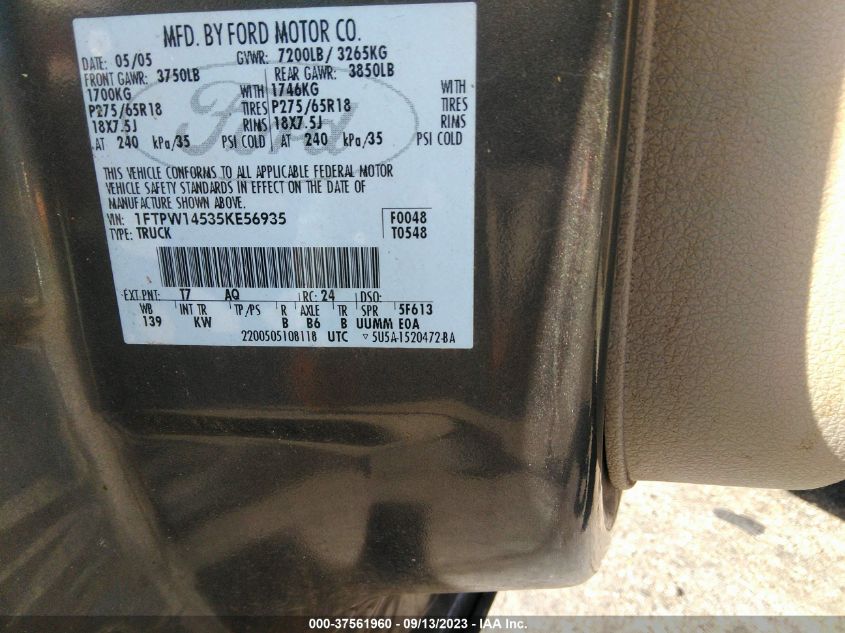 MFD. BY FORD MOTOR CO.
DATE: 05/05 GVWR: 7200LB/ 3265KG
FRONT GAWR: 3750LB REAR GAWR: 3850LB
1700KG WITH 1746KG WITH
P275/65R18 TIRES P275/65R18 TIRES
18X7.5J RIMS 18X7.5J RIMS
AT 240 kPa/35 PSI COLD AT 240 kPa/35 PSI COLD
Ford
THIS VEHICLE CONFORMS TO ALL APPLICABLE FEDERAL MOTOR
VEHICLE SAFETY STANDARDS IN EFFECT ON THE DATE OF
MANUFACTURE SHOWN ABOVE.
VIN: 1FTPW14535KE56935 F0048
TYPE: TRUCK T0548
EXT PNT: T7 AQ RC: 24 DSO:
WB INT TR TP/PS R AXLE TR SPR 5F613
139 KW B B6 B UUMM E0A
2200505108118 UTC ▽ 5U5A-1520472-BA
000-37561960 - 09/13/2023 - IAA Inc.